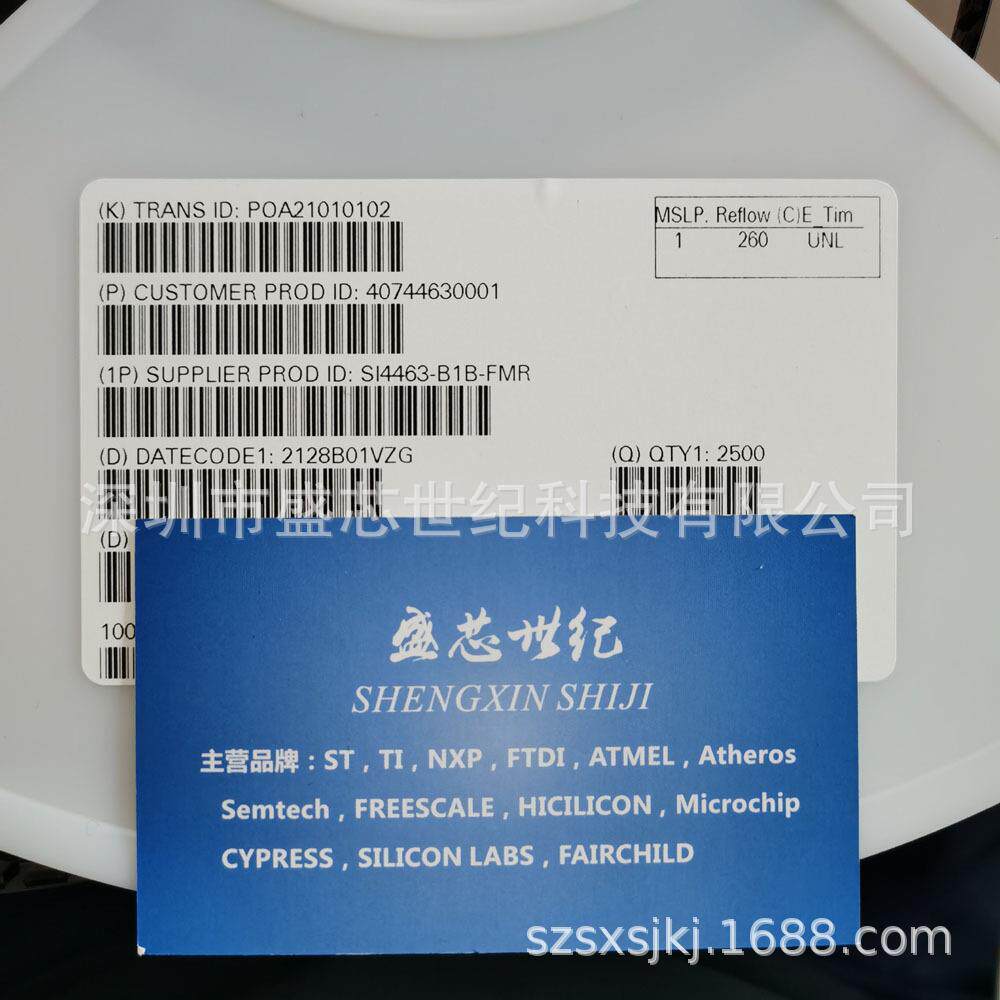 (K) TRANS ID: POA21010102
MSLP. Reflow (C)E_Tim
1 260 UNL
(P) CUSTOMER PROD ID: 40744630001
(1P) SUPPLIER PROD ID: SI4463-B1B-FMR
(D) DATECODE1: 2128B01VZG
(Q) QTY1: 2500
深圳市盛芯世纪科技有限公司
(D)
100
盛芯世纪
SHENGXIN SHIJI
主营品牌：ST，TI，NXP，FTDI，ATMEL，Atheros
Semtech，FREESCALE，HICILICON，Microchip
CYPRESS，SILICON LABS，FAIRCHILD
szsxsjkj.1688.com